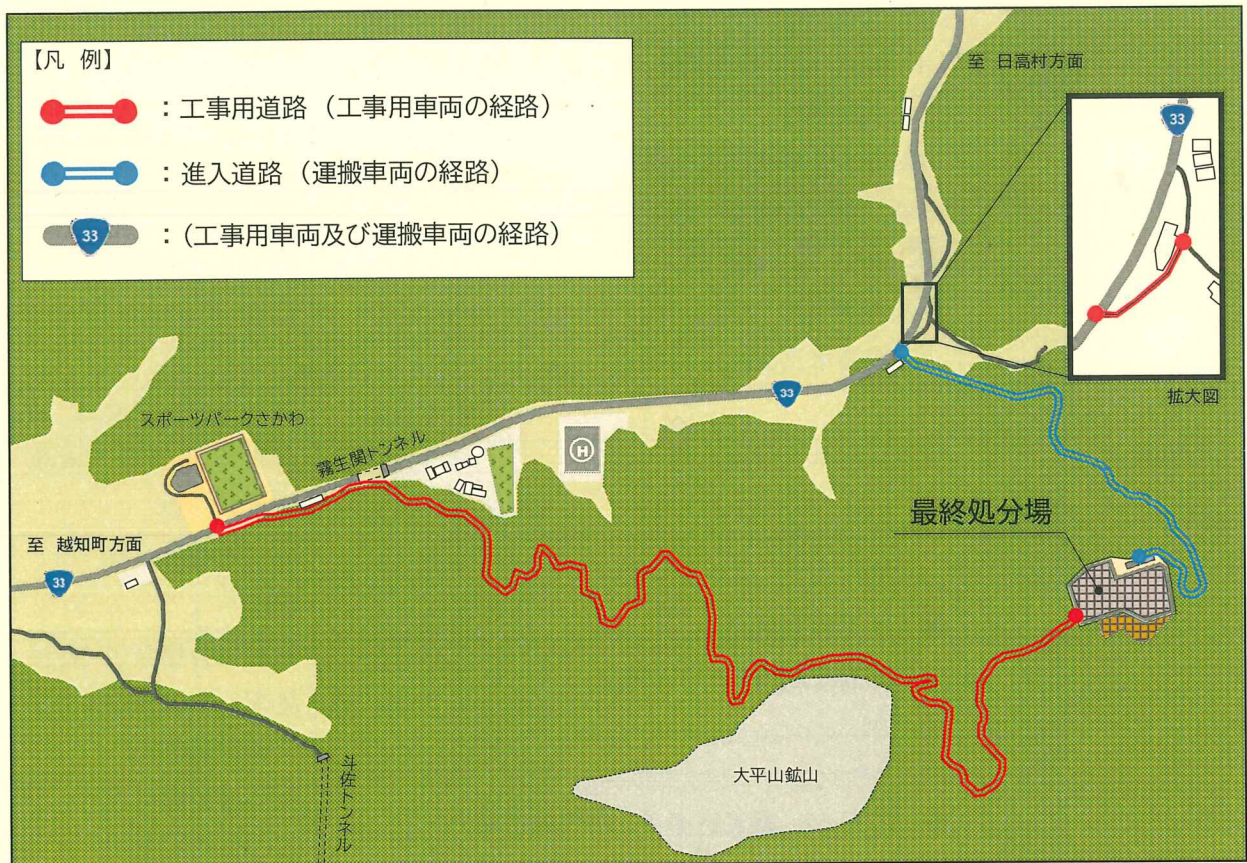 【凡 例】
：工事用道路（工事用車両の経路）
：進入道路（運搬車両の経路）
33
：（工事用車両及び運搬車両の経路）
至 日高村方面
33
拡大図
33
スポーツパークさかわ
霧生関トンネル
H
最終処分場
至 越知町方面
33
大平山鉱山
斗佐トンネル